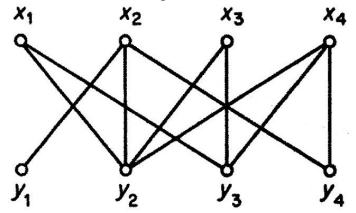 x₁ x₂ x₃ x₄
y₁ y₂ y₃ y₄